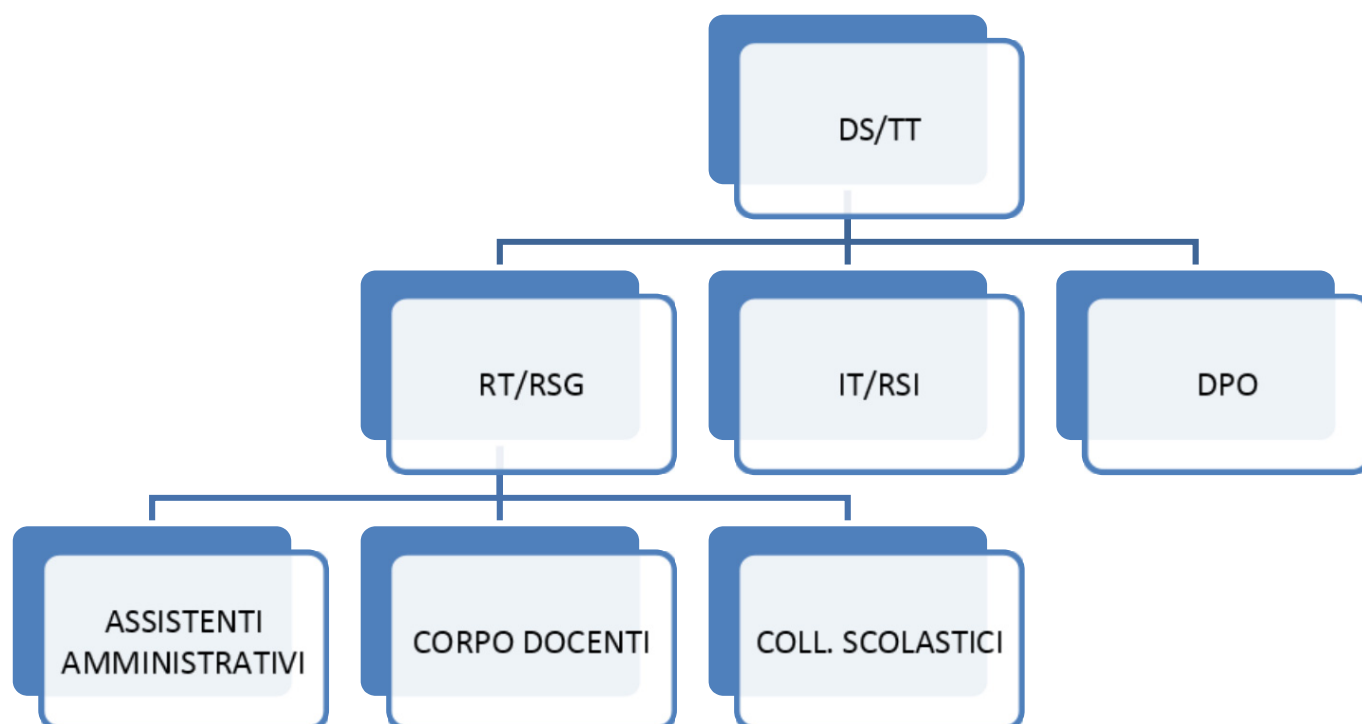 DS/TT
RT/RSG
IT/RSI
DPO
ASSISTENTI
AMMINISTRATIVI
CORPO DOCENTI
COLL. SCOLASTICI